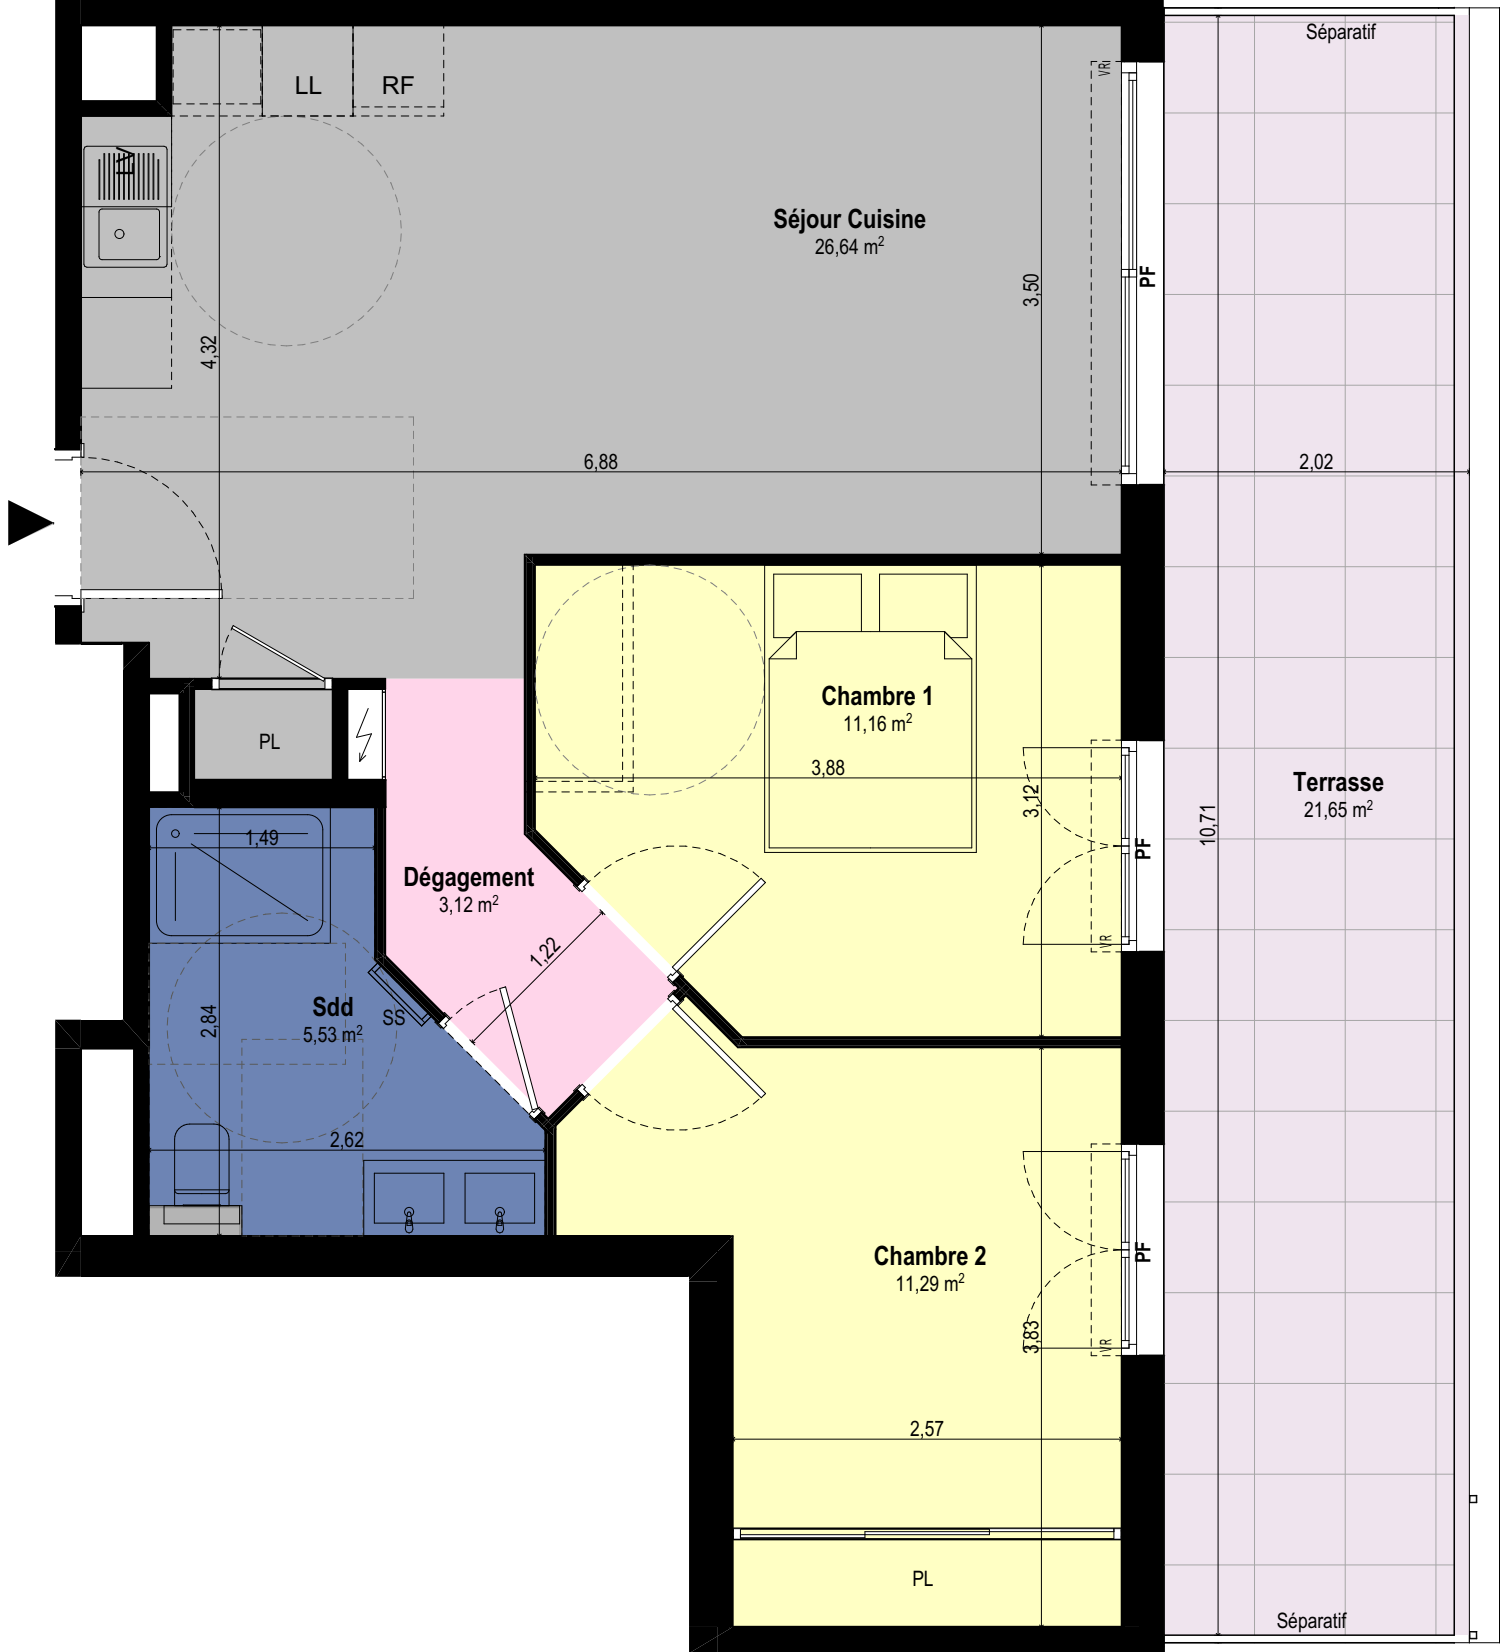 Séparatif
VR
LL
RF
LV
Séjour Cuisine
26,64 m²
PF
3,50
4,32
6,88
2,02
Chambre 1
11,16 m²
PL
3,88
3,12
Terrasse
21,65 m²
10,71
1,49
PF
Dégagement
3,12 m²
VR
1,22
Sdd
5,53 m²
SS
2,84
2,62
Chambre 2
11,29 m²
PF
3,83
VR
2,57
PL
Séparatif